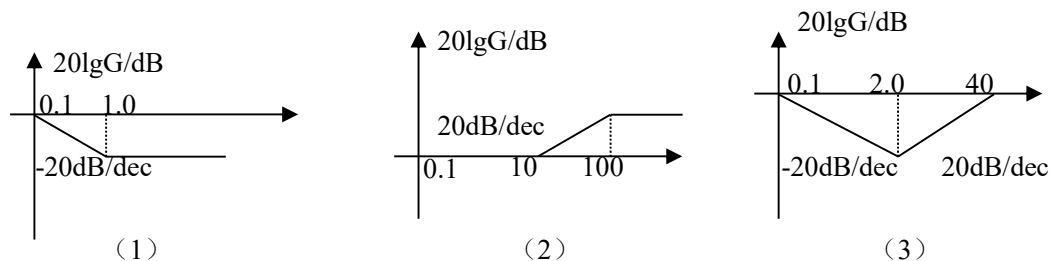 20lgG/dB
0.1 1.0
-20dB/dec
（1）
20lgG/dB
20dB/dec
0.1 10 100
（2）
20lgG/dB
0.1 2.0 40
-20dB/dec 20dB/dec
（3）